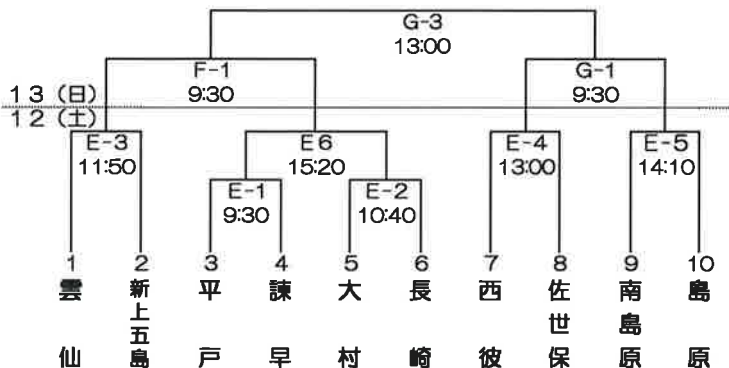 G-3
13:00
F-1
9:30
G-1
9:30
13(日)
12(土)
E-3
11:50
E6
15:20
E-4
13:00
E-5
14:10
E-1
9:30
E-2
10:40
1 2 3 4 5 6 7 8 9 10
雲仙
新上五島
平戸
諫早
大村
長崎
西彼
佐世保
南島原
島原